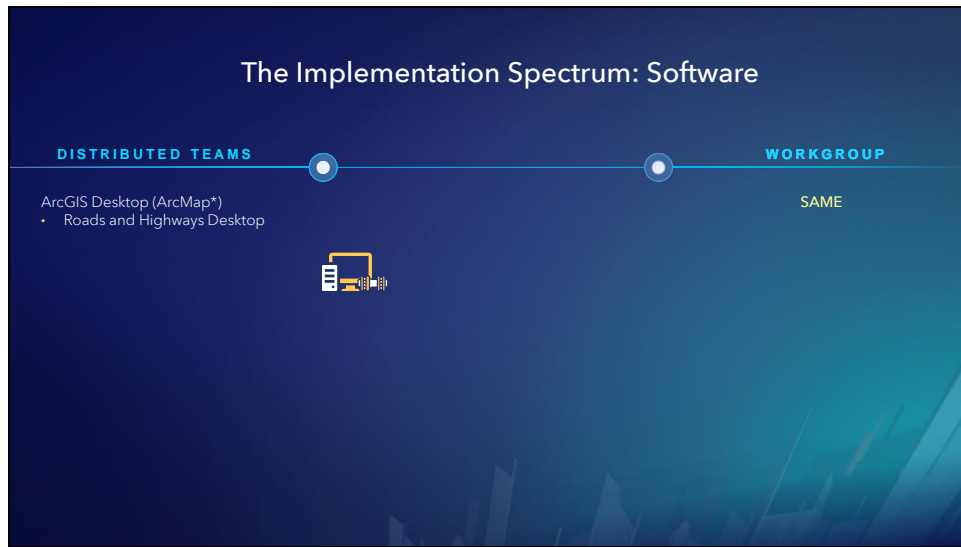 The Implementation Spectrum: Software
DISTRIBUTED TEAMS
WORKGROUP
ArcGIS Desktop (ArcMap*)
• Roads and Highways Desktop
SAME